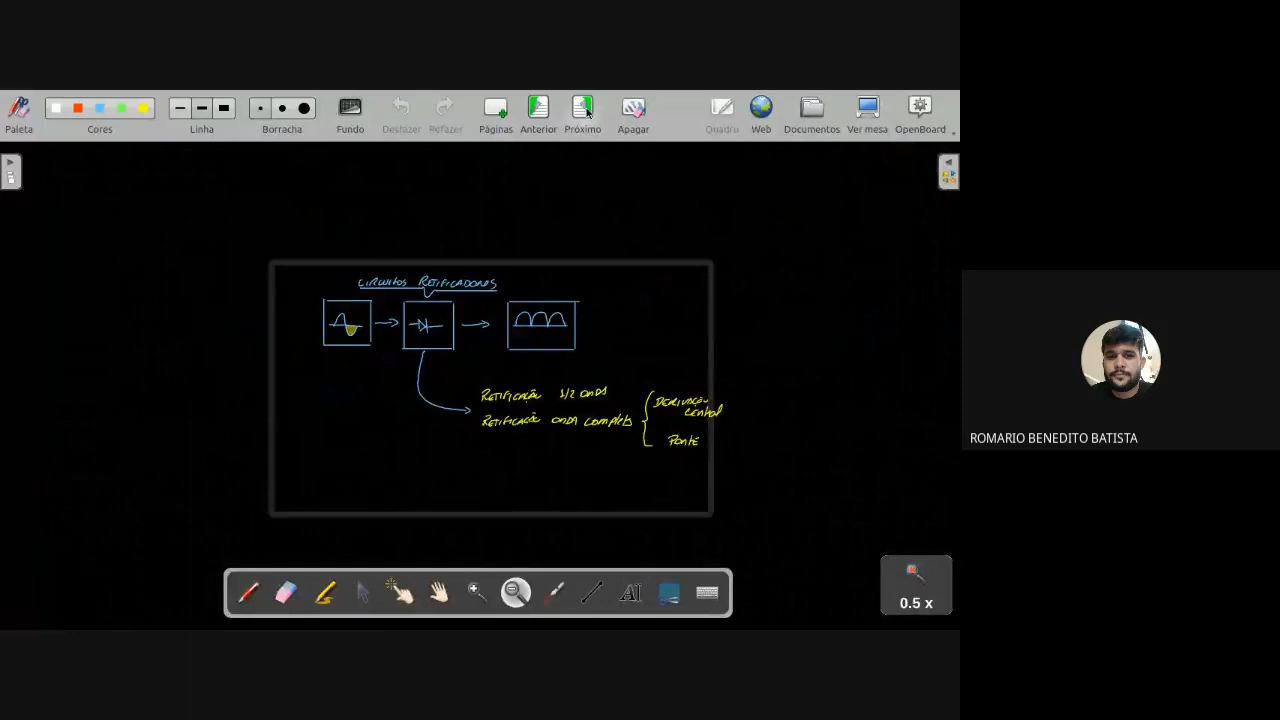 Paleta
Cores
Linha
Borracha
Fundo
Desfazer
Refazer
Páginas
Anterior
Próximo
Apagar
Quadro
Web
Documentos
Ver mesa
OpenBoard
CIRCUITOS RETIFICADORES
RETIFICAÇÃO 1/2 ONDA
RETIFICAÇÃO ONDA COMPLETA
DERIVAÇÃO
CENTRAL
PONTE
ROMARIO BENEDITO BATISTA
AI
0.5 x